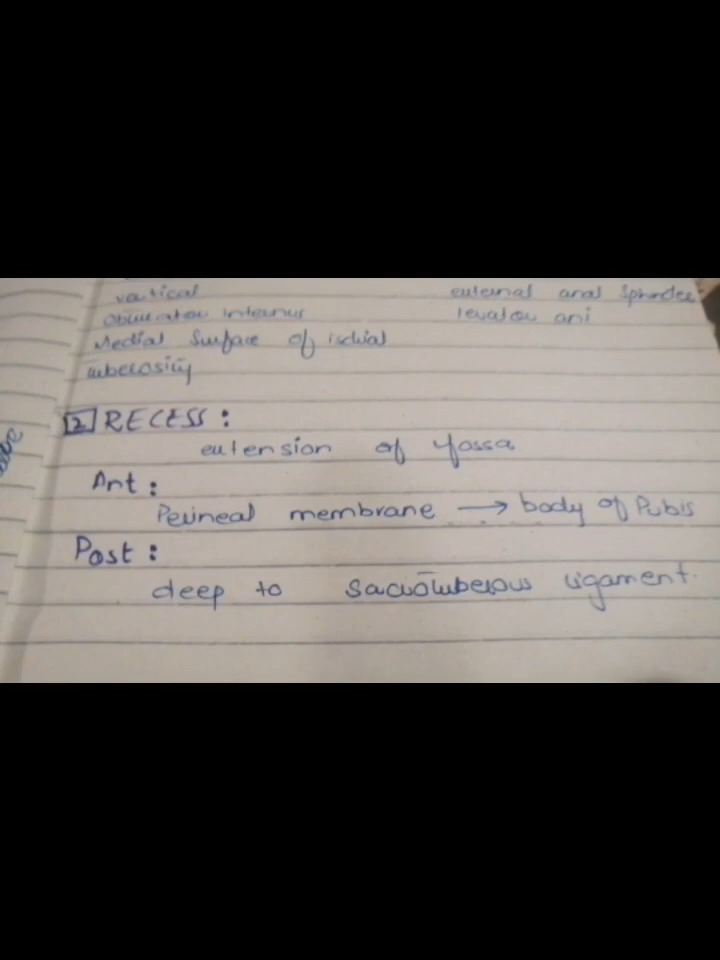 vertical external anal sphincter
obturator internus levator ani
Medial Surface of ischial
tuberosity
2 RECESS:
extension of fossa
Ant:
Perineal membrane → body of Pubis
Post:
deep to Sacrotuberous ligament.